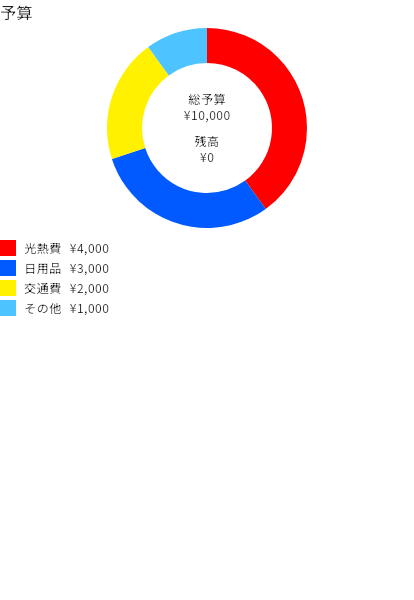 予算
総予算
¥10,000
残高
¥0
光熱費 ¥4,000
日用品 ¥3,000
交通費 ¥2,000
その他 ¥1,000